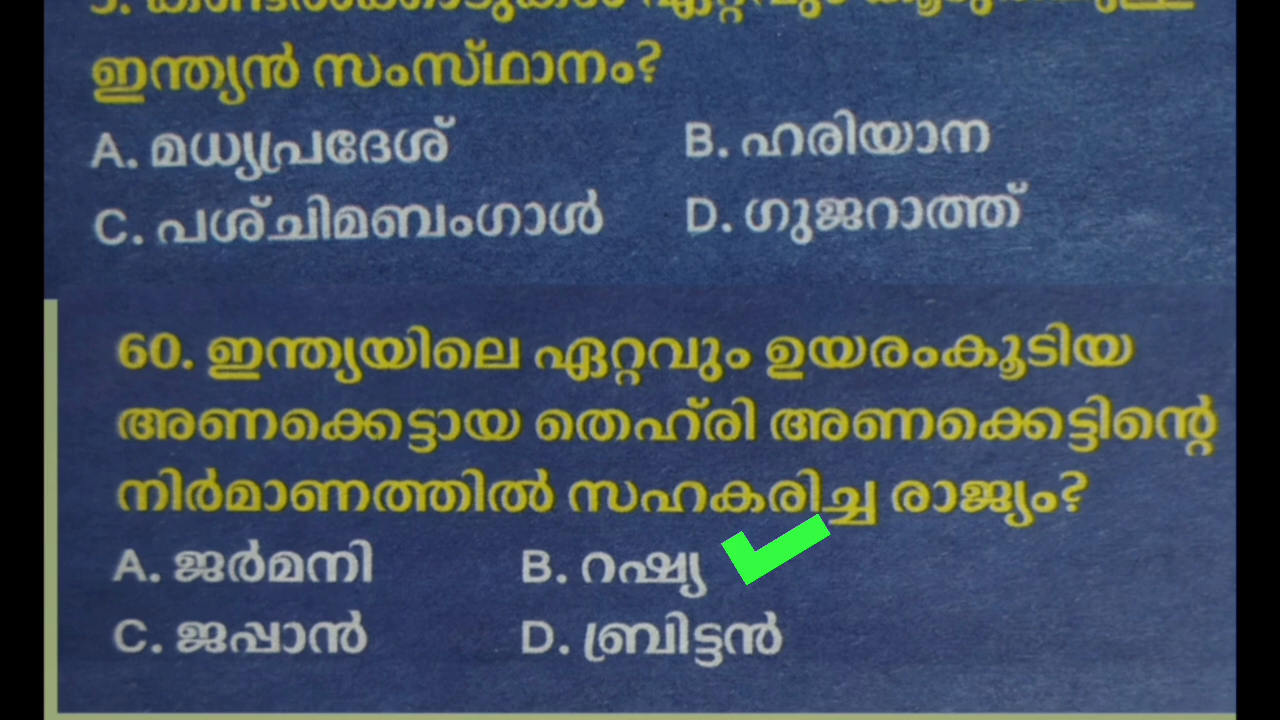 ഇന്ത്യൻ സംസ്ഥാനം?
A. മധ്യപ്രദേശ് B. ഹരിയാന
C. പശ്ചിമബംഗാൾ D. ഗുജറാത്ത്
60. ഇന്ത്യയിലെ ഏറ്റവും ഉയരംകൂടിയ
അണക്കെട്ടായ തെഹ്‌രി അണക്കെട്ടിന്റെ
നിർമാണത്തിൽ സഹകരിച്ച രാജ്യം?
A. ജർമനി B. റഷ്യ
C. ജപ്പാൻ D. ബ്രിട്ടൻ